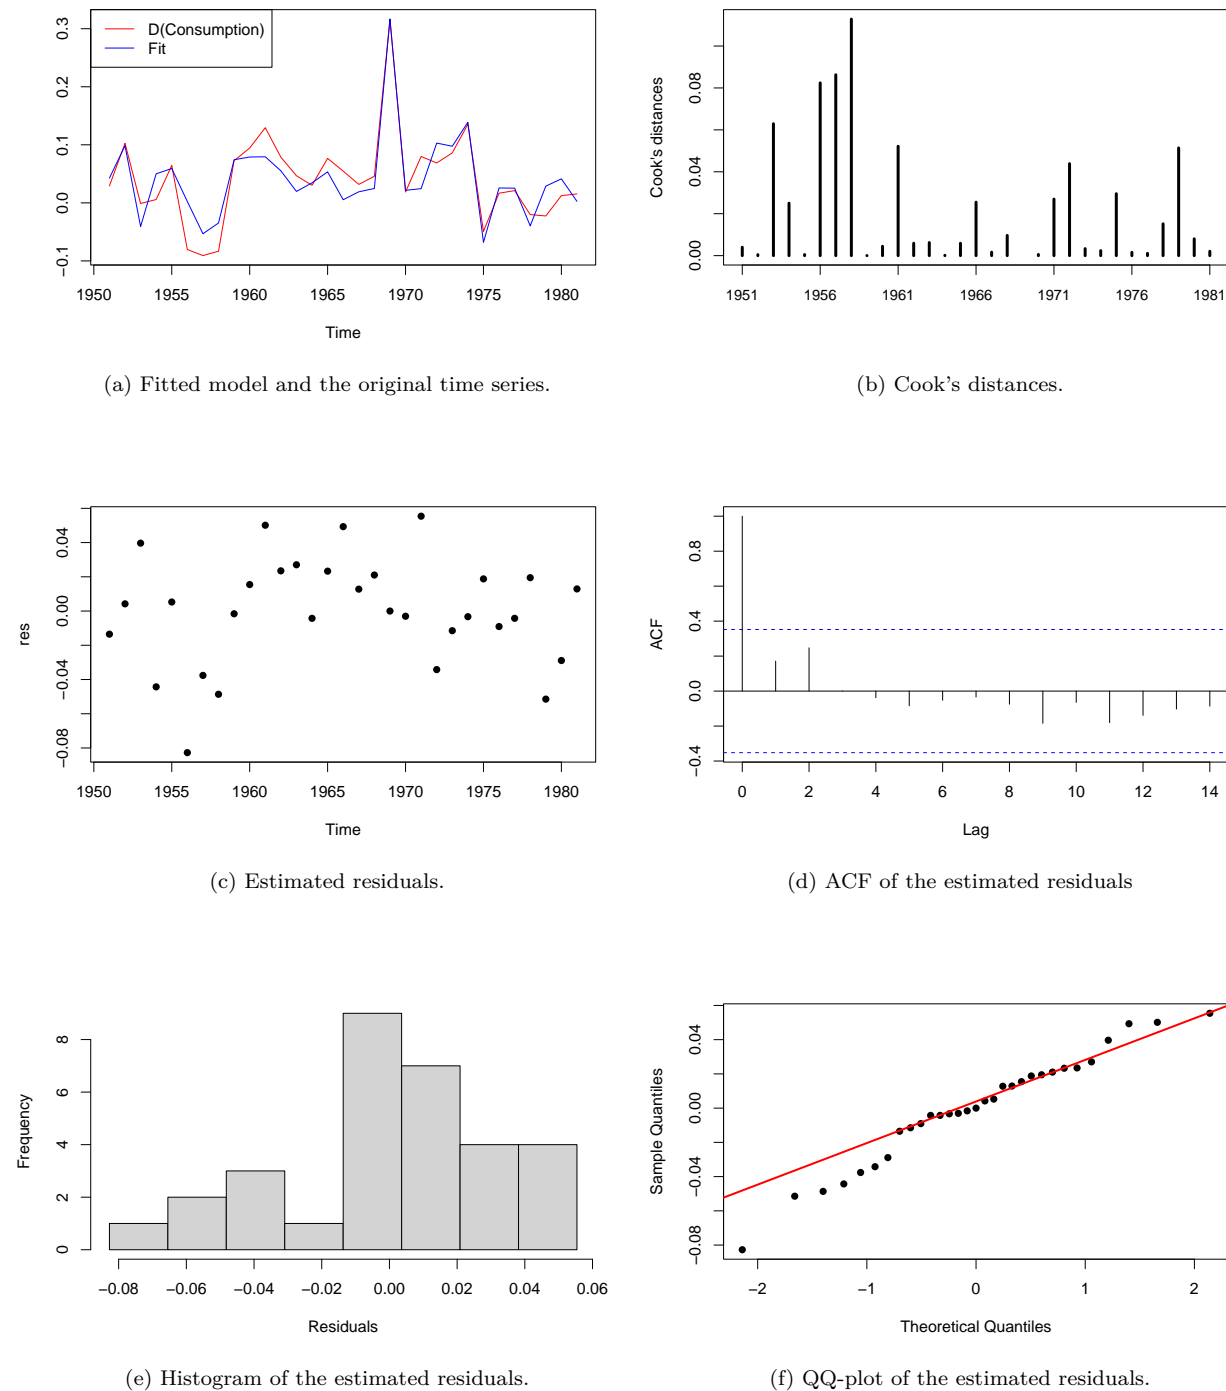 D(Consumption)
Fit
0.3
0.2
0.1
0.0
−0.1
1950 1955 1960 1965 1970 1975 1980
Time
(a) Fitted model and the original time series.
Cook's distances
0.08
0.04
0.00
1951 1956 1961 1966 1971 1976 1981
(b) Cook's distances.
res
0.04
0.00
−0.04
−0.08
1950 1955 1960 1965 1970 1975 1980
Time
(c) Estimated residuals.
ACF
0.8
0.4
0.0
−0.4
0 2 4 6 8 10 12 14
Lag
(d) ACF of the estimated residuals
Frequency
8
6
4
2
0
−0.08 −0.06 −0.04 −0.02 0.00 0.02 0.04 0.06
Residuals
(e) Histogram of the estimated residuals.
Sample Quantiles
0.04
0.00
−0.04
−0.08
−2 −1 0 1 2
Theoretical Quantiles
(f) QQ-plot of the estimated residuals.